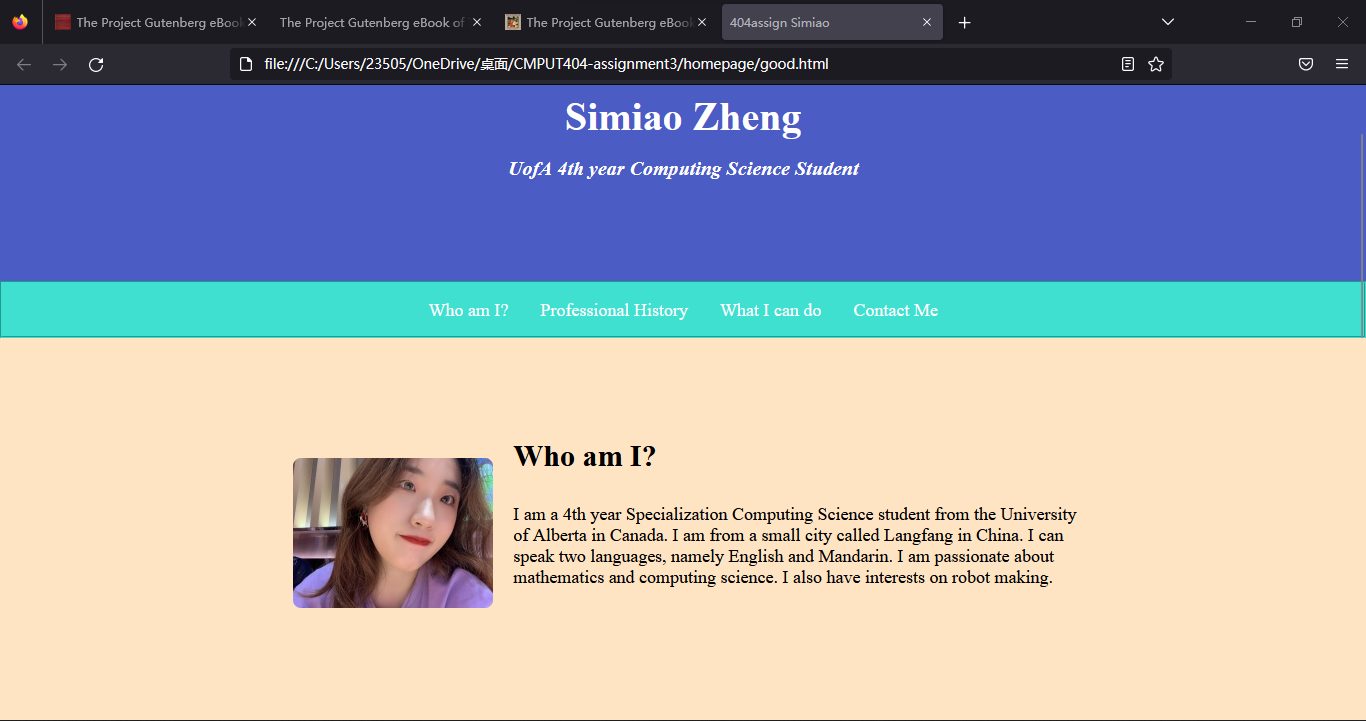 The Project Gutenberg eBook
The Project Gutenberg eBook of
The Project Gutenberg eBook
404assign Simiao
file:///C:/Users/23505/OneDrive/桌面/CMPUT404-assignment3/homepage/good.html
Simiao Zheng
UofA 4th year Computing Science Student
Who am I?
Professional History
What I can do
Contact Me
Who am I?
I am a 4th year Specialization Computing Science student from the University
of Alberta in Canada. I am from a small city called Langfang in China. I can
speak two languages, namely English and Mandarin. I am passionate about
mathematics and computing science. I also have interests on robot making.